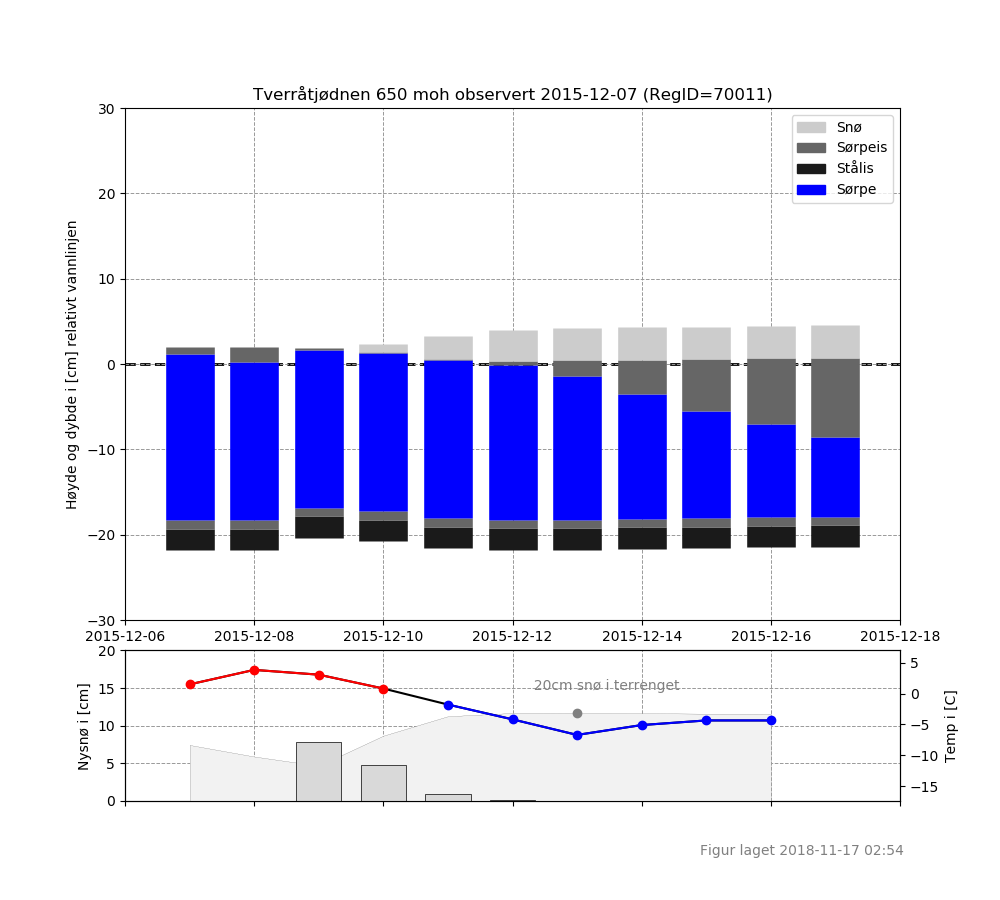 Tverråtjødnen 650 moh observert 2015-12-07 (RegID=70011)
Høyde og dybde i [cm] relativt vannlinjen
30
20
10
0
−10
−20
−30
Snø
Sørpeis
Stålis
Sørpe
2015-12-06 2015-12-08 2015-12-10 2015-12-12 2015-12-14 2015-12-16 2015-12-18
Nysnø i [cm]
20
15
10
5
0
20cm snø i terrenget
5
0
−5
−10
−15
Temp i [C]
Figur laget 2018-11-17 02:54